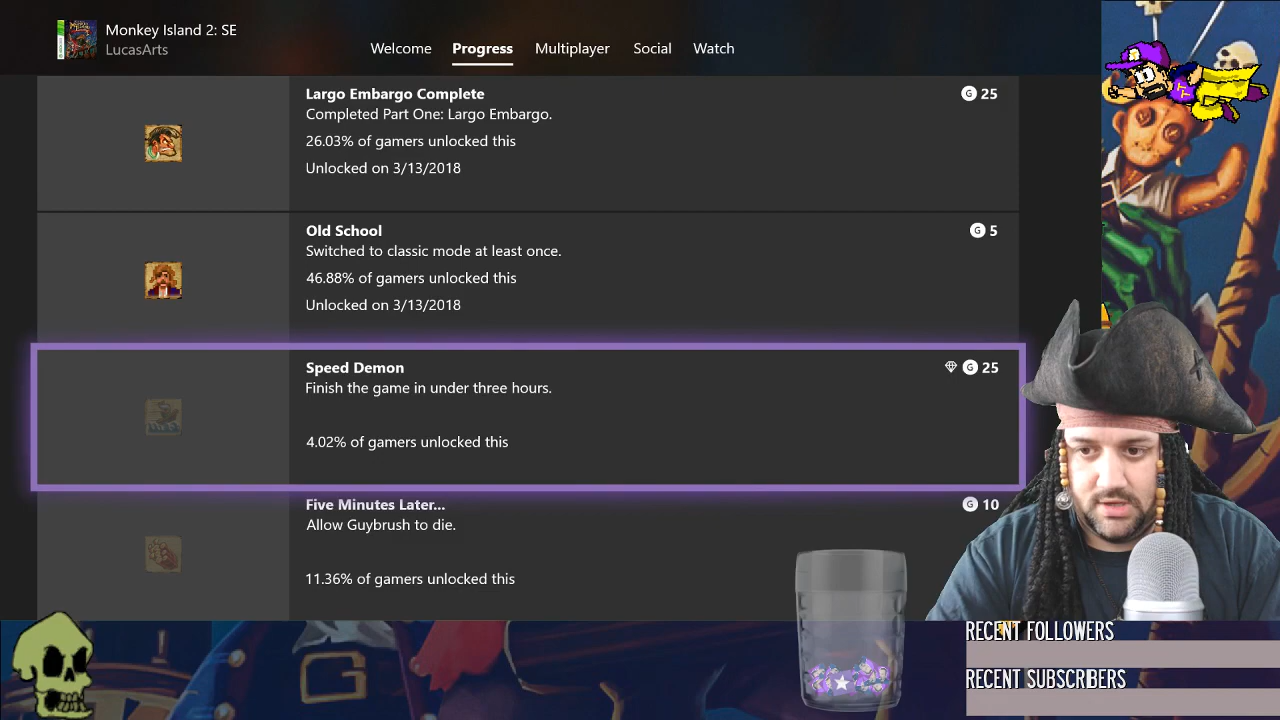 Monkey Island 2: SE
LucasArts
Welcome Progress Multiplayer Social Watch
Largo Embargo Complete G 25
Completed Part One: Largo Embargo.
26.03% of gamers unlocked this
Unlocked on 3/13/2018
Old School G 5
Switched to classic mode at least once.
46.88% of gamers unlocked this
Unlocked on 3/13/2018
Speed Demon G 25
Finish the game in under three hours.
4.02% of gamers unlocked this
Five Minutes Later... G 10
Allow Guybrush to die.
11.36% of gamers unlocked this
RECENT FOLLOWERS
RECENT SUBSCRIBERS